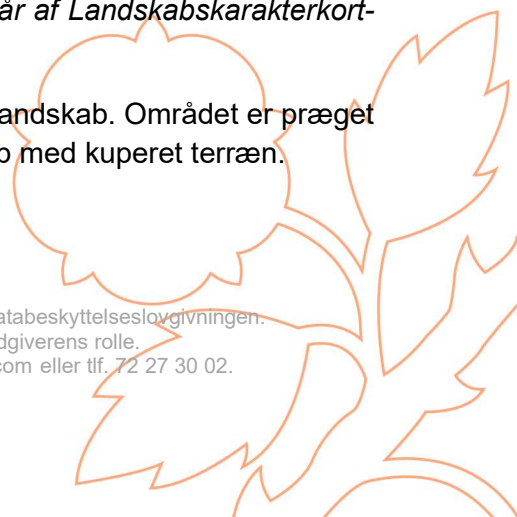 år af Landskabskarakterkort-
andskab. Området er præget
med kuperet terræn.
atabeskyttelseslovgivningen.
dgiverens rolle.
com eller tlf. 72 27 30 02.